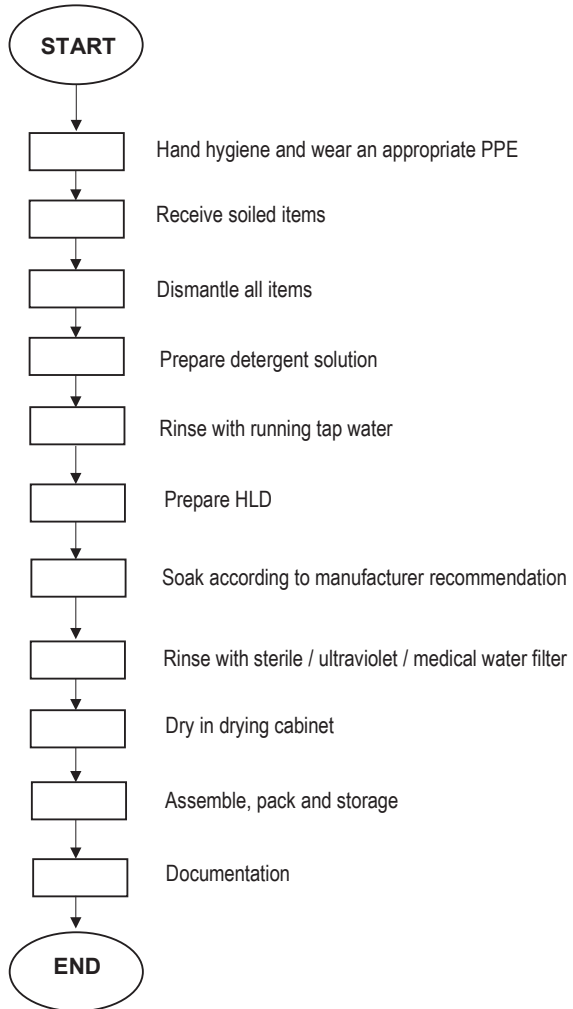 START
Hand hygiene and wear an appropriate PPE
Receive soiled items
Dismantle all items
Prepare detergent solution
Rinse with running tap water
Prepare HLD
Soak according to manufacturer recommendation
Rinse with sterile / ultraviolet / medical water filter
Dry in drying cabinet
Assemble, pack and storage
Documentation
END